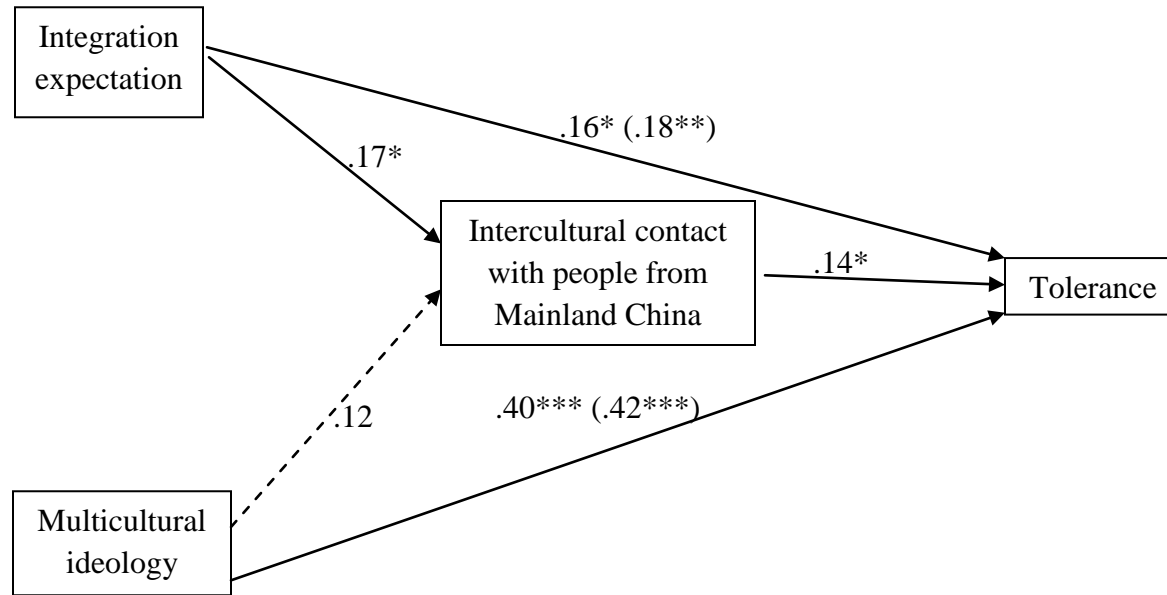 Integration
expectation
.16* (.18**)
.17*
Intercultural contact
with people from
Mainland China
.14*
Tolerance
.12
.40*** (.42***)
Multicultural
ideology